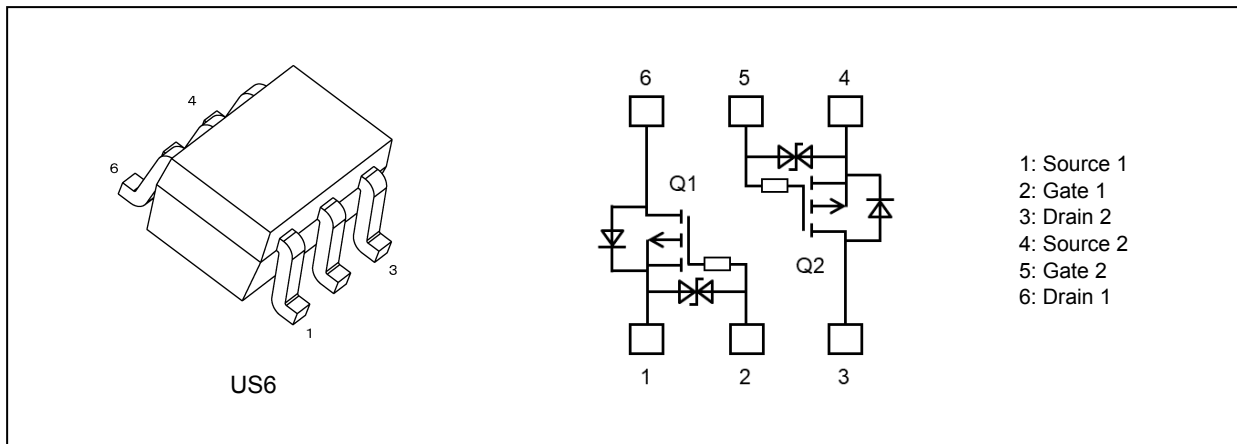 4
6
3
1
US6
6 5 4
Q1
Q2
1 2 3
1: Source 1
2: Gate 1
3: Drain 2
4: Source 2
5: Gate 2
6: Drain 1